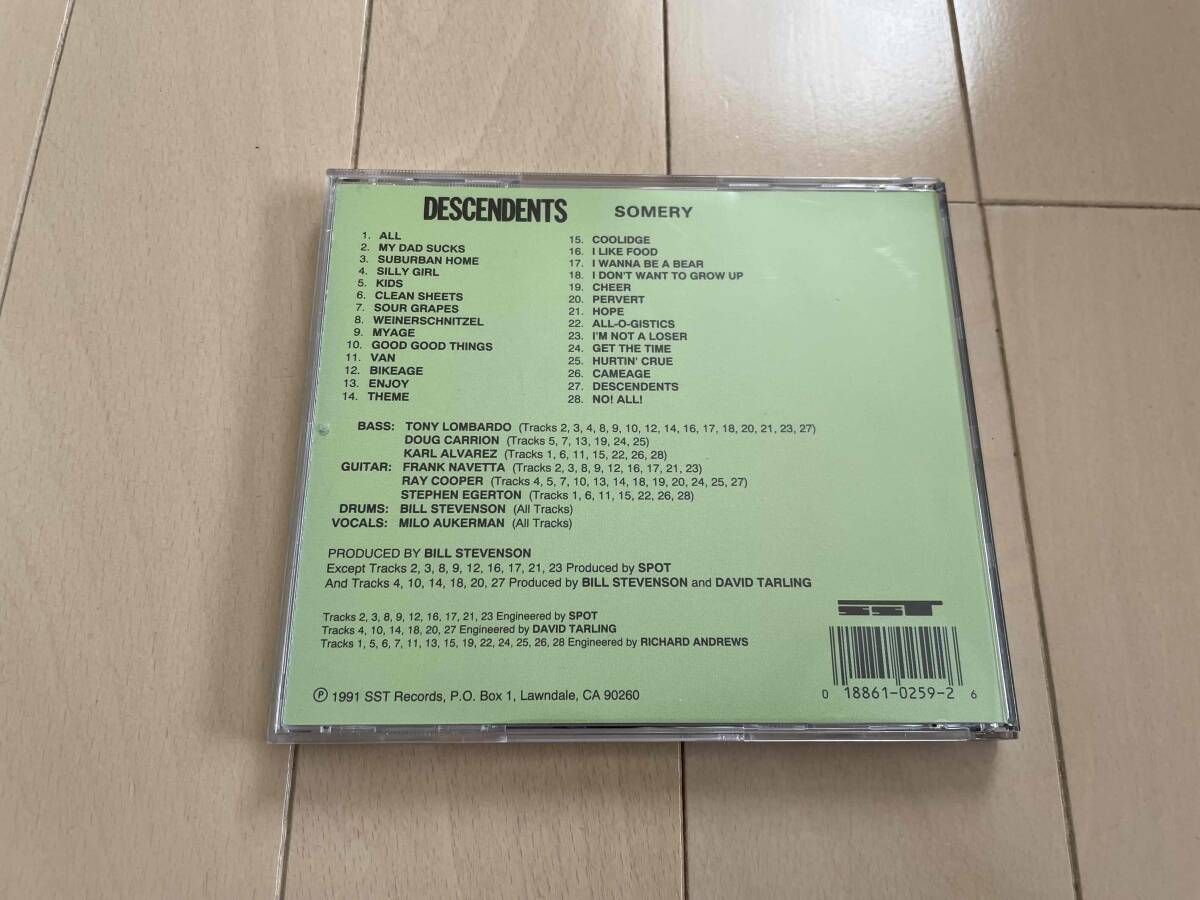 DESCENDENTS SOMERY
1. ALL
2. MY DAD SUCKS
3. SUBURBAN HOME
4. SILLY GIRL
5. KIDS
6. CLEAN SHEETS
7. SOUR GRAPES
8. WEINERSCHNITZEL
9. MYAGE
10. GOOD GOOD THINGS
11. VAN
12. BIKEAGE
13. ENJOY
14. THEME
15. COOLIDGE
16. I LIKE FOOD
17. I WANNA BE A BEAR
18. I DON'T WANT TO GROW UP
19. CHEER
20. PERVERT
21. HOPE
22. ALL-O-GISTICS
23. I'M NOT A LOSER
24. GET THE TIME
25. HURTIN' CRUE
26. CAMEAGE
27. DESCENDENTS
28. NO! ALL!
BASS: TONY LOMBARDO (Tracks 2, 3, 4, 8, 9, 10, 12, 14, 16, 17, 18, 20, 21, 23, 27)
DOUG CARRION (Tracks 5, 7, 13, 19, 24, 25)
KARL ALVAREZ (Tracks 1, 6, 11, 15, 22, 26, 28)
GUITAR: FRANK NAVETTA (Tracks 2, 3, 8, 9, 12, 16, 17, 21, 23)
RAY COOPER (Tracks 4, 5, 7, 10, 13, 14, 18, 19, 20, 24, 25, 27)
STEPHEN EGERTON (Tracks 1, 6, 11, 15, 22, 26, 28)
DRUMS: BILL STEVENSON (All Tracks)
VOCALS: MILO AUKERMAN (All Tracks)
PRODUCED BY BILL STEVENSON
Except Tracks 2, 3, 8, 9, 12, 16, 17, 21, 23 Produced by SPOT
And Tracks 4, 10, 14, 18, 20, 27 Produced by BILL STEVENSON and DAVID TARLING
Tracks 2, 3, 8, 9, 12, 16, 17, 21, 23 Engineered by SPOT
Tracks 4, 10, 14, 18, 20, 27 Engineered by DAVID TARLING
Tracks 1, 5, 6, 7, 11, 13, 15, 19, 22, 24, 25, 26, 28 Engineered by RICHARD ANDREWS
℗ 1991 SST Records, P.O. Box 1, Lawndale, CA 90260
SST
0 18861-0259-2 6